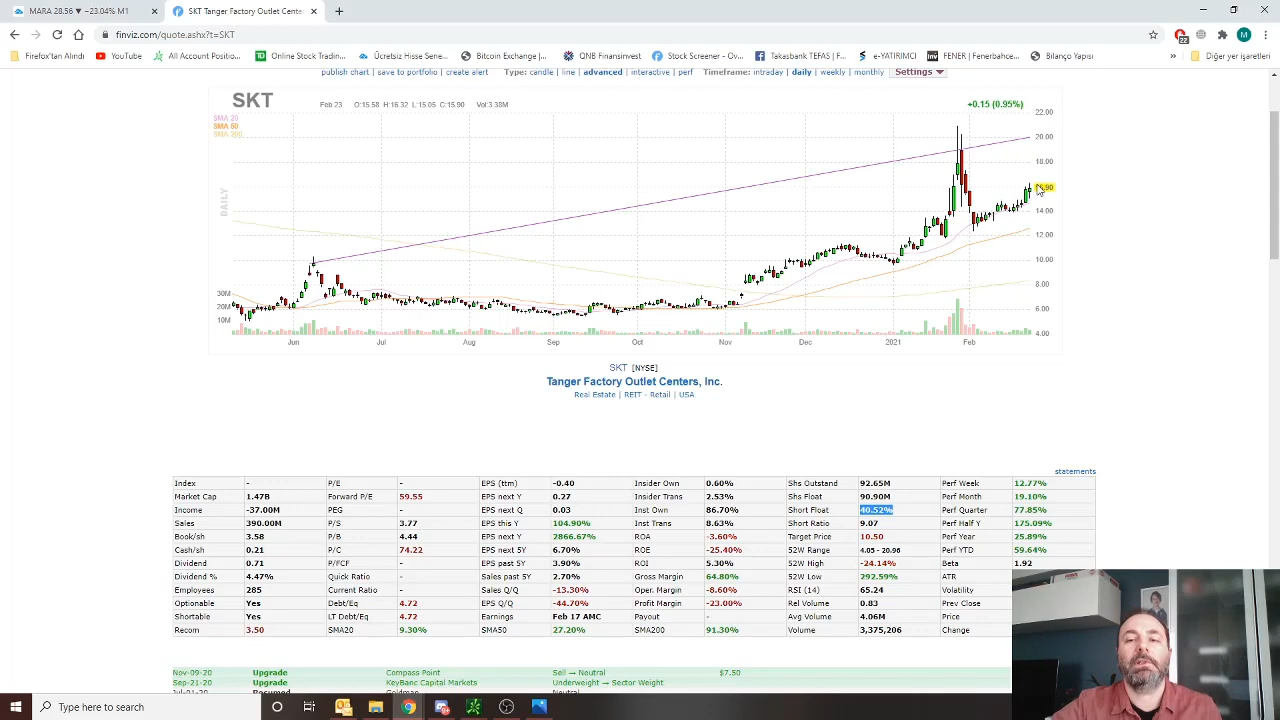 MARA 28.56 ▼ −23.04% M1
SKT Tanger Factory Outlet Center
finviz.com/quote.ashx?t=SKT
22
M
Firefox'tan Alındı
YouTube
All Account Positio...
Online Stock Tradin...
Ücretsiz Hisse Sene...
Bitcoin Exchange |...
QNB Finansinvest
Stock Screener - Ov...
Takasbank TEFAS | F...
e-YATIRIMCI
FENER | Fenerbahce...
Bilanço Yapısı
»
Diğer yer işaretleri
publish chart | save to portfolio | create alert
Type: candle | line | advanced | interactive | perf
Timeframe: intraday | daily | weekly | monthly
Settings
SKT
Feb 23 O:15.58 H:16.32 L:15.05 C:15.90 Vol:3.38M
+0.15 (0.95%)
SMA 20
SMA 50
SMA 200
DAILY
22.00
20.00
18.00
14.00
12.00
10.00
8.00
6.00
4.00
30M
20M
10M
Jun Jul Aug Sep Oct Nov Dec 2021 Feb
SKT [NYSE]
Tanger Factory Outlet Centers, Inc.
Real Estate | REIT - Retail | USA
statements
Index - P/E - EPS (ttm) -0.40 Insider Own 0.60% Shs Outstand 92.65M Perf Week 12.77%
Market Cap 1.47B Forward P/E 59.55 EPS next Y 0.27 Insider Trans 2.53% Shs Float 90.90M Perf Month 19.10%
Income -37.00M PEG - EPS next Q 0.03 Inst Own 86.70% Short Float 40.52% Perf Quarter 77.85%
Sales 390.00M P/S 3.77 EPS this Y 104.90% Inst Trans 8.63% Short Ratio 9.07 Perf Half Y 175.09%
Book/sh 3.58 P/B 4.44 EPS next Y 2866.67% ROA -3.60% Target Price 10.50 Perf Year 25.89%
Cash/sh 0.21 P/C 74.22 EPS next 5Y 6.70% ROE -25.40% 52W Range 4.05 - 20.96 Perf YTD 59.64%
Dividend 0.71 P/FCF - EPS past 5Y 3.90% ROI 5.30% 52W High -24.14% Beta 1.92
Dividend % 4.47% Quick Ratio - Sales past 5Y 2.70% Gross Margin 64.80% 52W Low 292.59% ATR
Employees 285 Current Ratio - Sales Q/Q -13.30% Oper. Margin -8.60% RSI (14) 65.24 Volatility
Optionable Yes Debt/Eq 4.72 EPS Q/Q -44.70% Profit Margin -23.00% Rel Volume 0.83 Prev Close
Shortable Yes LT Debt/Eq 4.72 Earnings Feb 17 AMC Payout - Avg Volume 4.06M Price
Recom 3.50 SMA20 9.30% SMA50 27.20% SMA200 91.30% Volume 3,375,206 Change
Nov-09-20 Upgrade Compass Point Sell → Neutral $7.50
Sep-21-20 Upgrade KeyBanc Capital Markets Underweight → Sector Weight
Jul-01-20 Resumed Goldman Neutral
Type here to search